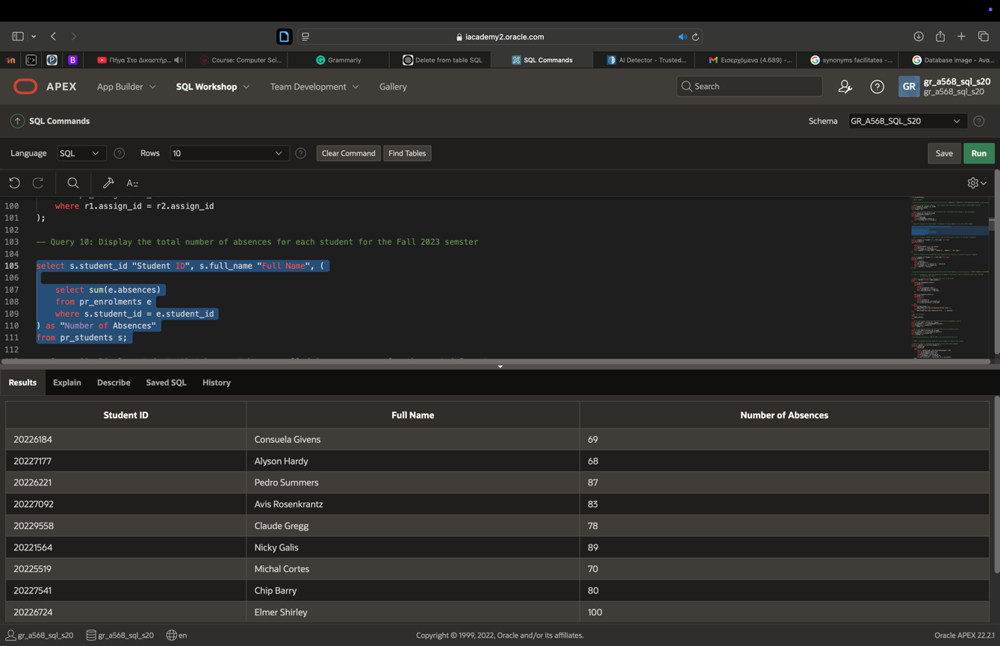 iacademy2.oracle.com
in
P
B
Πήγα Στο Δικαστήρ...
Course: Computer Sci...
Grammarly
Delete from table SQL
SQL Commands
AI Detector - Trusted...
Εισερχόμενα (4.689) -...
synonyms facilitates -...
Database image - Ανα...
APEX
App Builder
SQL Workshop
Team Development
Gallery
Search
GR
gr_a568_sql_s20
gr_a568_sql_s20
SQL Commands
Schema
GR_A568_SQL_S20
Language
SQL
Rows
10
Clear Command
Find Tables
Save
Run
100 where r1.assign_id = r2.assign_id
101 );
102
103 -- Query 10: Display the total number of absences for each student for the Fall 2023 semster
104
105 select s.student_id "Student ID", s.full_name "Full Name", (
106
107 select sum(e.absences)
108 from pr_enrolments e
109 where s.student_id = e.student_id
110 ) as "Number of Absences"
111 from pr_students s;
112
Results
Explain
Describe
Saved SQL
History
Student ID Full Name Number of Absences
20226184 Consuela Givens 69
20227177 Alyson Hardy 68
20226221 Pedro Summers 87
20227092 Avis Rosenkrantz 83
20229558 Claude Gregg 78
20221564 Nicky Galis 89
20225519 Michal Cortes 70
20227541 Chip Barry 80
20226724 Elmer Shirley 100
gr_a568_sql_s20
gr_a568_sql_s20
en
Copyright © 1999, 2022, Oracle and/or its affiliates.
Oracle APEX 22.2.1